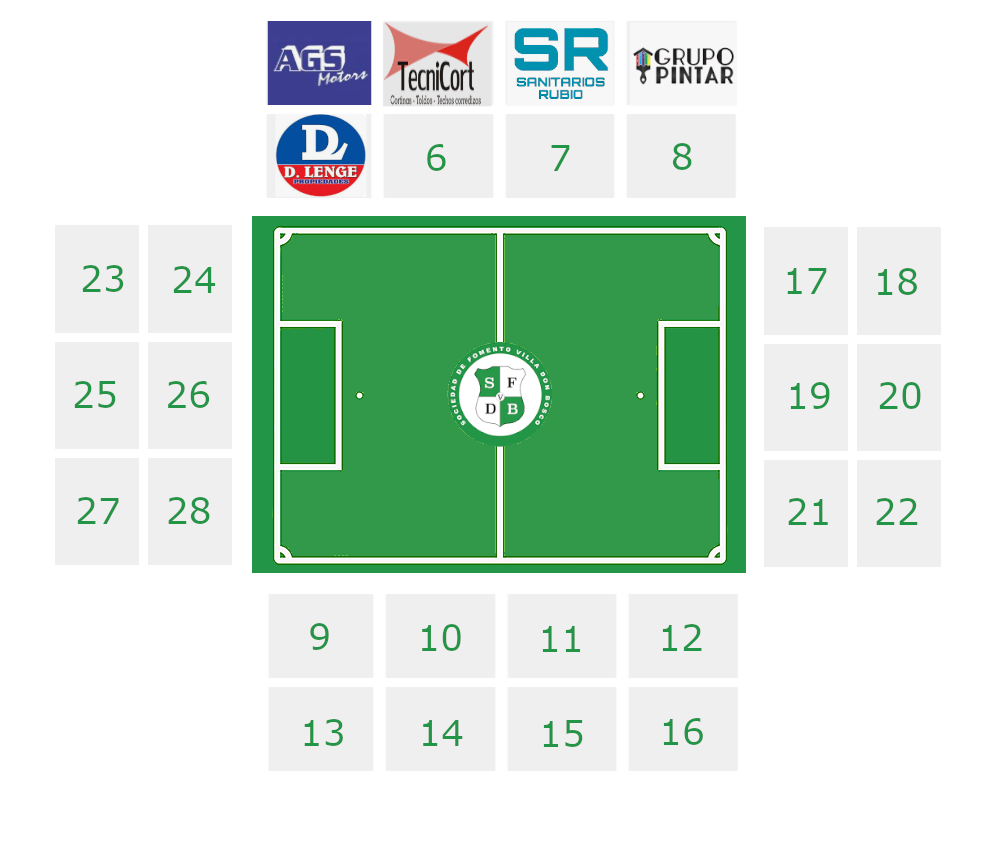 AGS
Motors
TecniCort
Cortinas - Toldos - Techos corredizos
SR
SANITARIOS
RUBIO
GRUPO
PINTAR
DL
D. LENGE
PROPIEDADES
6
7
8
23
24
17
18
SOCIEDAD DE FOMENTO VILLA DON BOSCO
S F
V
D B
25
26
19
20
27
28
21
22
9
10
11
12
13
14
15
16